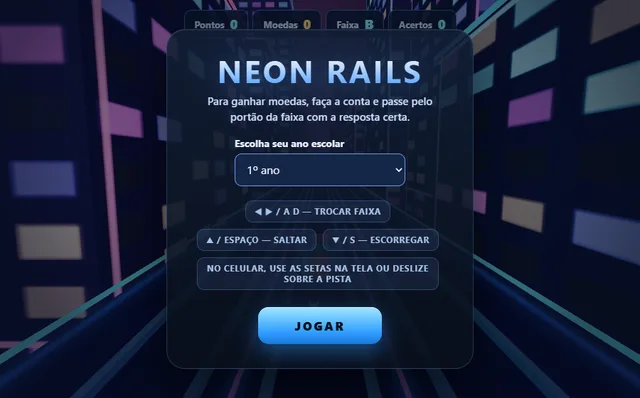 Pontos 0 Moedas 0 Faixa B Acertos 0
NEON RAILS
Para ganhar moedas, faça a conta e passe pelo
portão da faixa com a resposta certa.
Escolha seu ano escolar
1º ano
◀ ▶ / A D — TROCAR FAIXA
▲ / ESPAÇO — SALTAR ▼ / S — ESCORREGAR
NO CELULAR, USE AS SETAS NA TELA OU DESLIZE
SOBRE A PISTA
JOGAR